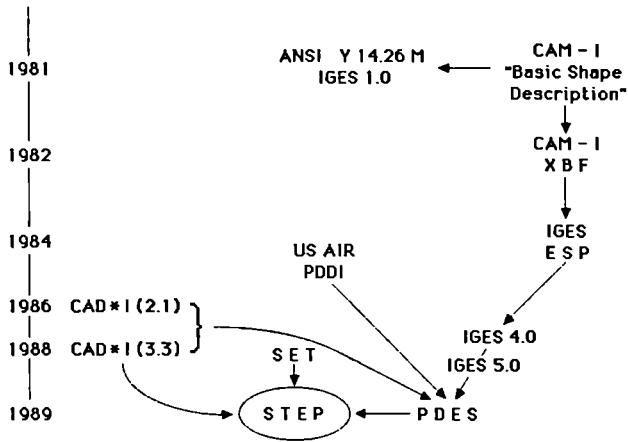 1981
ANSI Y 14.26 M
IGES 1.0
CAM - I
"Basic Shape
Description"
1982
CAM - I
X B F
1984
IGES
E S P
US AIR
PDDI
1986 CAD*I (2.1)
IGES 4.0
1988 CAD*I (3.3)
S E T
IGES 5.0
1989
S T E P
P D E S